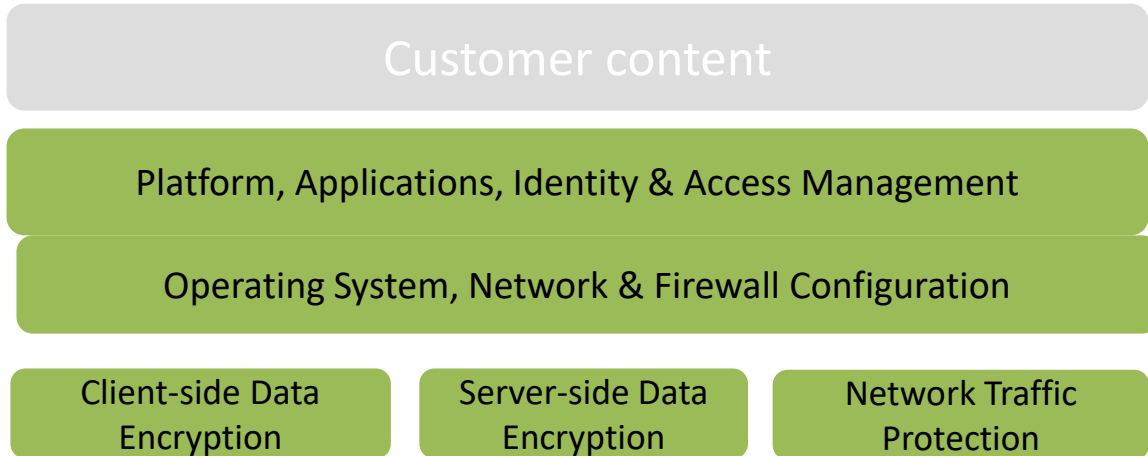 Customer content
Platform, Applications, Identity & Access Management
Operating System, Network & Firewall Configuration
Client-side Data
Encryption
Server-side Data
Encryption
Network Traffic
Protection